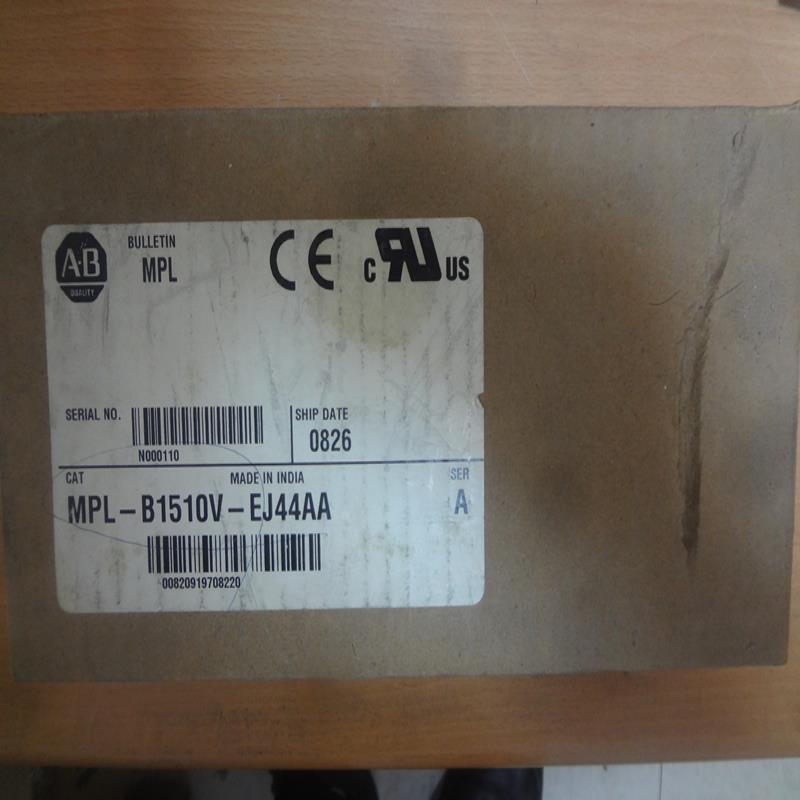 A-B
QUALITY
BULLETIN
MPL
CE
C RU US
SERIAL NO.
N000110
SHIP DATE
0826
CAT
MADE IN INDIA
SER
MPL-B1510V-EJ44AA
A
00820919708220